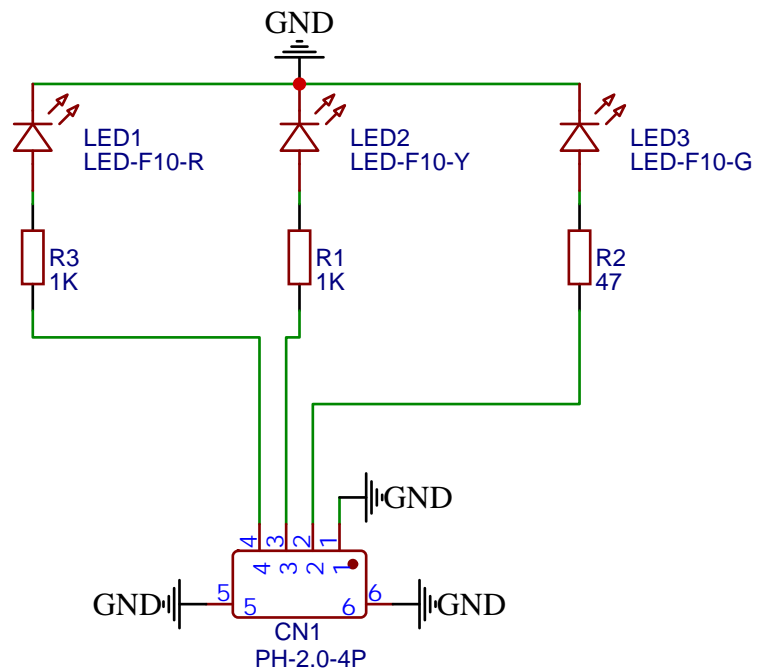 GND
LED1
LED-F10-R
LED2
LED-F10-Y
LED3
LED-F10-G
R3
1K
R1
1K
R2
47
GND
4 3 2 1
4 3 2 1
GND
5
5
6
6
GND
CN1
PH-2.0-4P